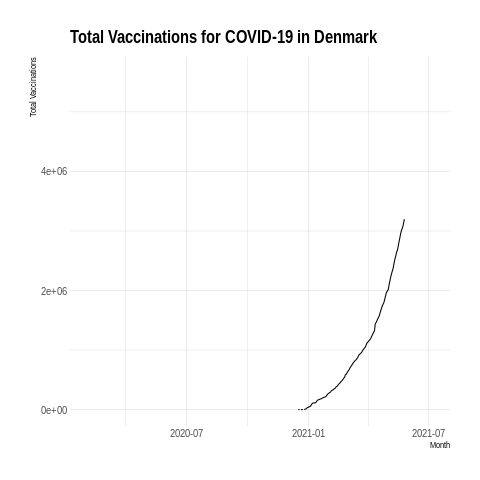 Total Vaccinations for COVID-19 in Denmark
Total Vaccinations
4e+06
2e+06
0e+00
2020-07 2021-01 2021-07
Month